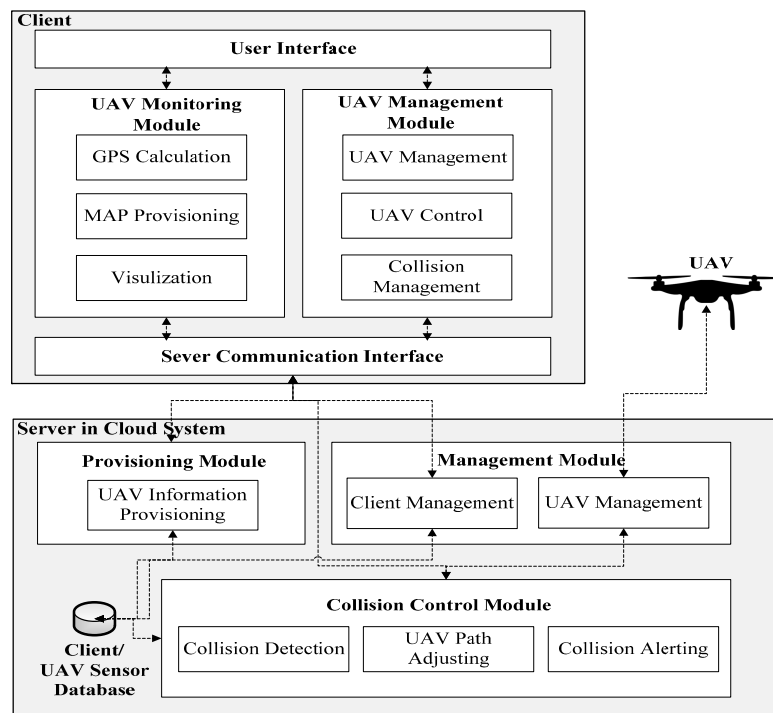 Client
User Interface
UAV Monitoring
Module
GPS Calculation
MAP Provisioning
Visulization
UAV Management
Module
UAV Management
UAV Control
Collision
Management
Sever Communication Interface
UAV
Server in Cloud System
Provisioning Module
UAV Information
Provisioning
Management Module
Client Management
UAV Management
Client/
UAV Sensor
Database
Collision Control Module
Collision Detection
UAV Path
Adjusting
Collision Alerting